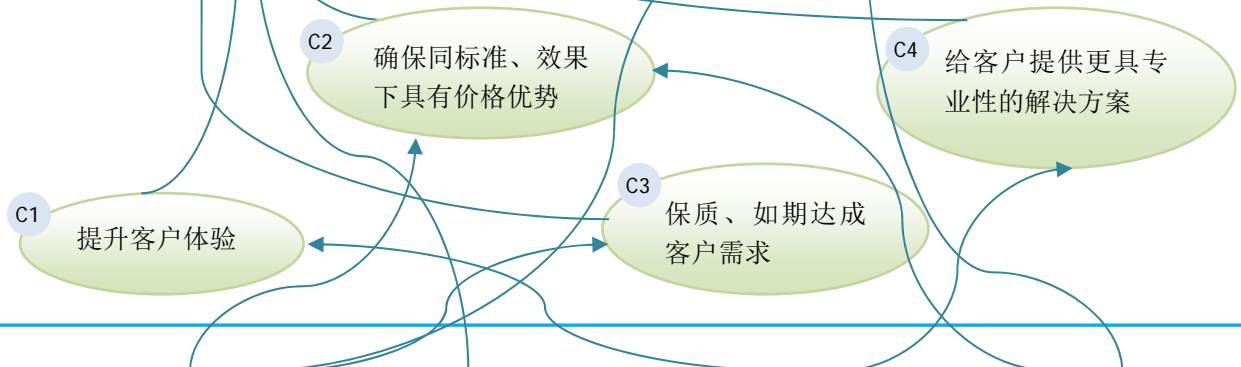 C2
确保同标准、效果
下具有价格优势
C4
给客户提供更具专
业性的解决方案
C3
保质、如期达成
客户需求
C1
提升客户体验